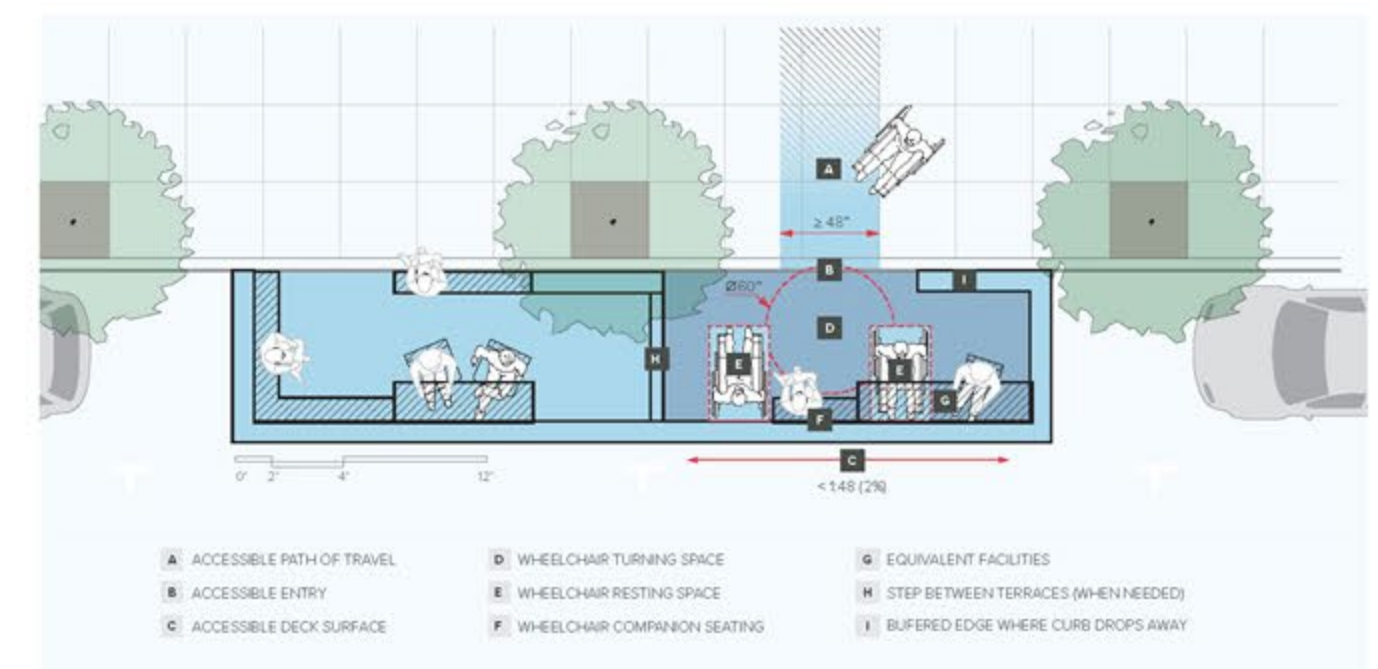 A
≥ 48"
B
Ø60"
I
D
H
E
E
G
F
C
<1:48 (2%)
0' 2' 4' 12'
A ACCESSIBLE PATH OF TRAVEL
B ACCESSIBLE ENTRY
C ACCESSIBLE DECK SURFACE
D WHEELCHAIR TURNING SPACE
E WHEELCHAIR RESTING SPACE
F WHEELCHAIR COMPANION SEATING
G EQUIVALENT FACILITIES
H STEP BETWEEN TERRACES (WHEN NEEDED)
I BUFERED EDGE WHERE CURB DROPS AWAY